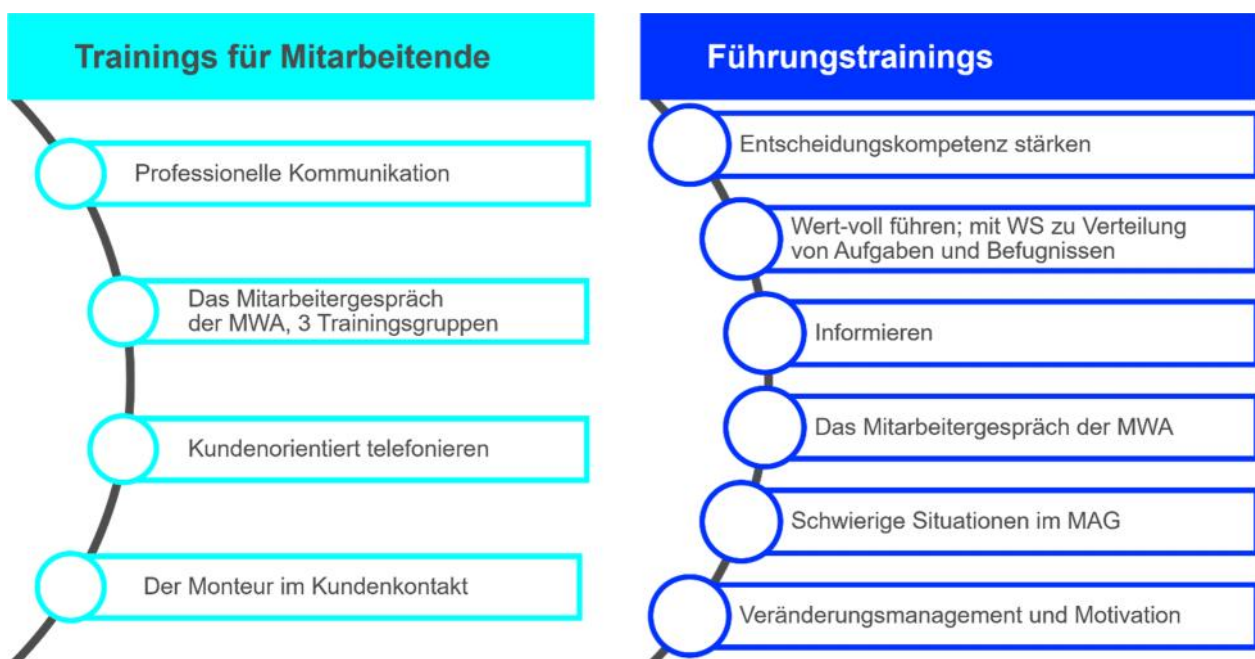 Trainings für Mitarbeitende
Professionelle Kommunikation
Das Mitarbeitergespräch
der MWA, 3 Trainingsgruppen
Kundenorientiert telefonieren
Der Monteur im Kundenkontakt
Führungstrainings
Entscheidungskompetenz stärken
Wert-voll führen; mit WS zu Verteilung
von Aufgaben und Befugnissen
Informieren
Das Mitarbeitergespräch der MWA
Schwierige Situationen im MAG
Veränderungsmanagement und Motivation